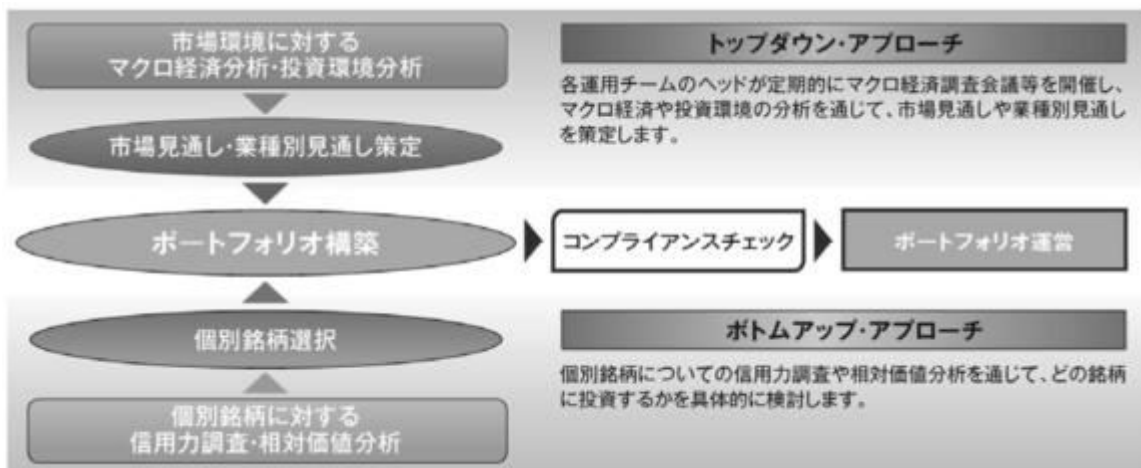 市場環境に対する
マクロ経済分析・投資環境分析
市場見通し・業種別見通し策定
トップダウン・アプローチ
各運用チームのヘッドが定期的にマクロ経済調査会議等を開催し、
マクロ経済や投資環境の分析を通じて、市場見通しや業種別見通し
を策定します。
ポートフォリオ構築
コンプライアンスチェック
ポートフォリオ運営
個別銘柄選択
個別銘柄に対する
信用力調査・相対価値分析
ボトムアップ・アプローチ
個別銘柄についての信用力調査や相対価値分析を通じて、どの銘柄
に投資するかを具体的に検討します。